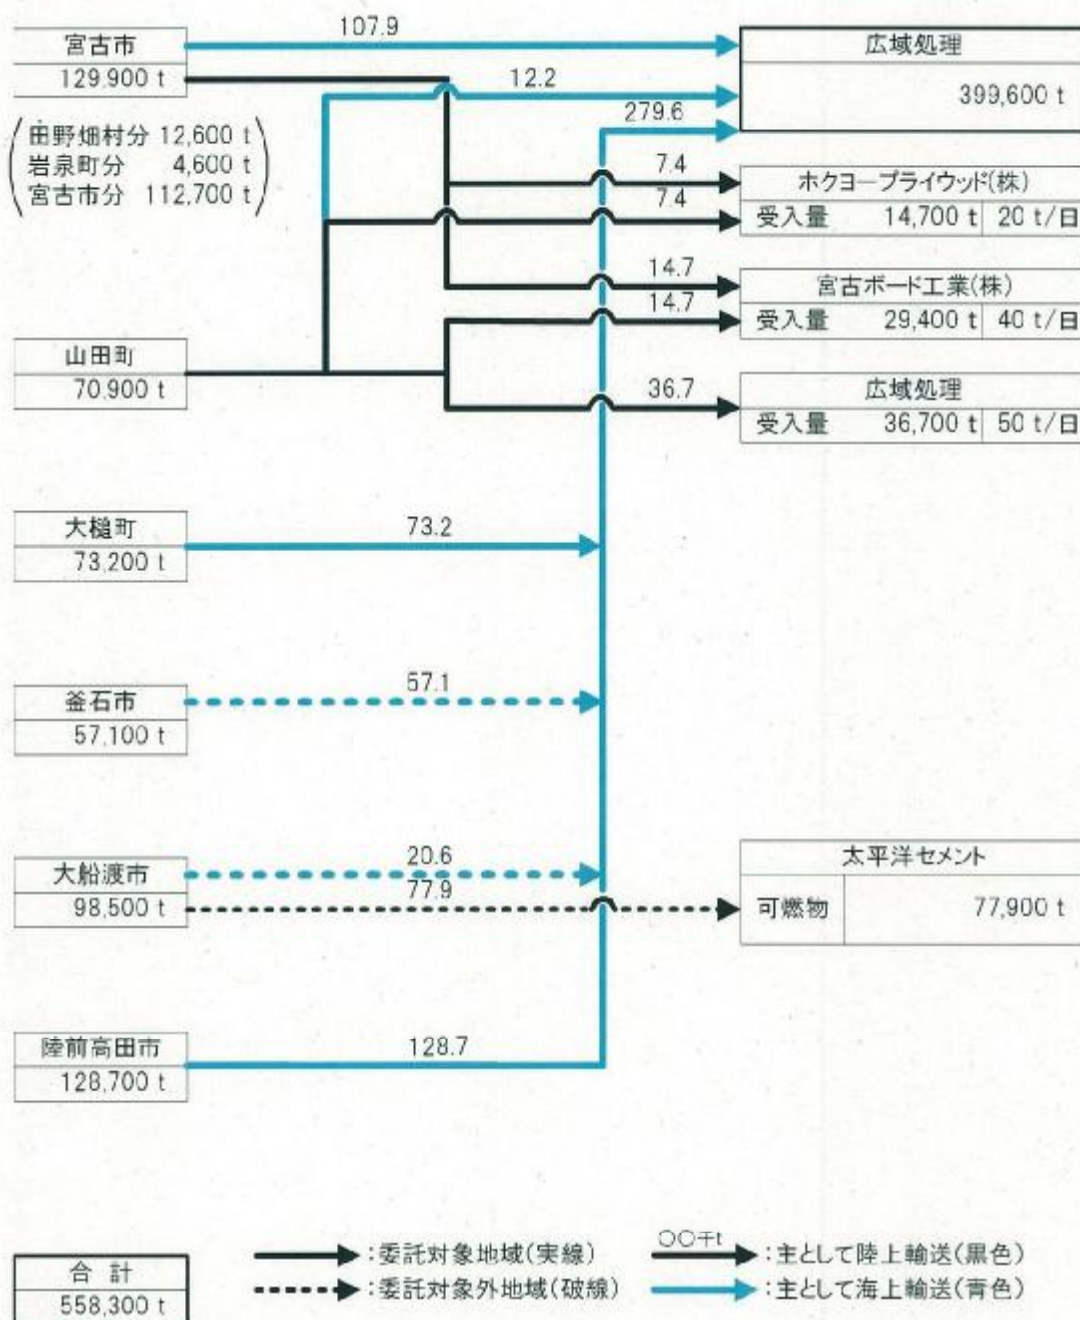 107.9
宮古市
129,900 t
広域処理
399,600 t
12.2
279.6
田野畑村分 12,600 t
岩泉町分 4,600 t
宮古市分 112,700 t
7.4
7.4
ホクヨープライウッド(株)
受入量 14,700 t 20 t/日
14.7
14.7
宮古ボード工業(株)
受入量 29,400 t 40 t/日
山田町
70,900 t
36.7
広域処理
受入量 36,700 t 50 t/日
大槌町
73,200 t
73.2
釜石市
57,100 t
57.1
大船渡市
98,500 t
20.6
77.9
太平洋セメント
可燃物 77,900 t
陸前高田市
128,700 t
128.7
合 計
558,300 t
:委託対象地域(実線)
:委託対象外地域(破線)
〇〇千t
:主として陸上輸送(黒色)
:主として海上輸送(青色)